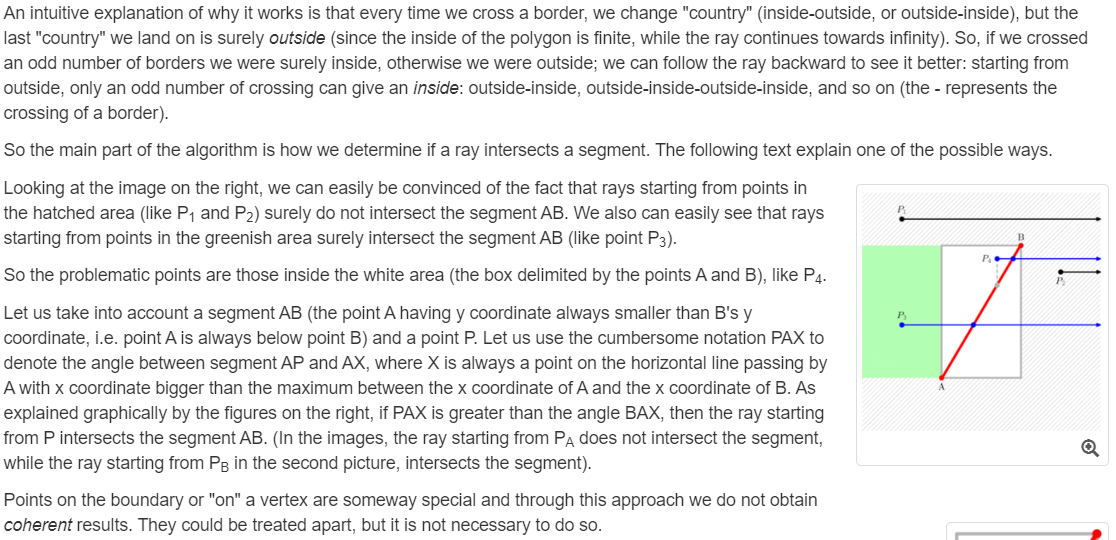 An intuitive explanation of why it works is that every time we cross a border, we change "country" (inside-outside, or outside-inside), but the
last "country" we land on is surely outside (since the inside of the polygon is finite, while the ray continues towards infinity). So, if we crossed
an odd number of borders we were surely inside, otherwise we were outside; we can follow the ray backward to see it better: starting from
outside, only an odd number of crossing can give an inside: outside-inside, outside-inside-outside-inside, and so on (the - represents the
crossing of a border).
So the main part of the algorithm is how we determine if a ray intersects a segment. The following text explain one of the possible ways.
Looking at the image on the right, we can easily be convinced of the fact that rays starting from points in
the hatched area (like P₁ and P₂) surely do not intersect the segment AB. We also can easily see that rays
starting from points in the greenish area surely intersect the segment AB (like point P₃).
So the problematic points are those inside the white area (the box delimited by the points A and B), like P₄.
Let us take into account a segment AB (the point A having y coordinate always smaller than B's y
coordinate, i.e. point A is always below point B) and a point P. Let us use the cumbersome notation PAX to
denote the angle between segment AP and AX, where X is always a point on the horizontal line passing by
A with x coordinate bigger than the maximum between the x coordinate of A and the x coordinate of B. As
explained graphically by the figures on the right, if PAX is greater than the angle BAX, then the ray starting
from P intersects the segment AB. (In the images, the ray starting from P_A does not intersect the segment,
while the ray starting from P_B in the second picture, intersects the segment).
Points on the boundary or "on" a vertex are someway special and through this approach we do not obtain
coherent results. They could be treated apart, but it is not necessary to do so.
P₁
B
P₄
P₂
P₃
A